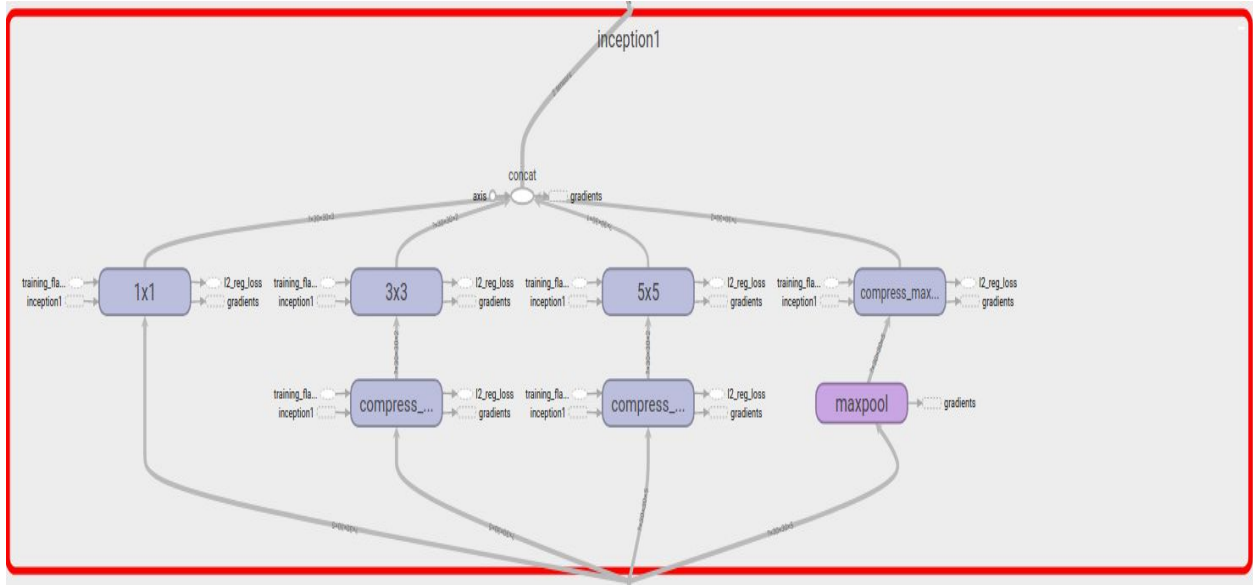 inception1
concat
axis
gradients
training_fla...
inception1
1x1
l2_reg_loss
gradients
training_fla...
inception1
3x3
l2_reg_loss
gradients
training_fla...
inception1
5x5
l2_reg_loss
gradients
training_fla...
inception1
compress_max...
l2_reg_loss
gradients
training_fla...
inception1
compress_...
l2_reg_loss
gradients
training_fla...
inception1
compress_...
l2_reg_loss
gradients
maxpool
gradients